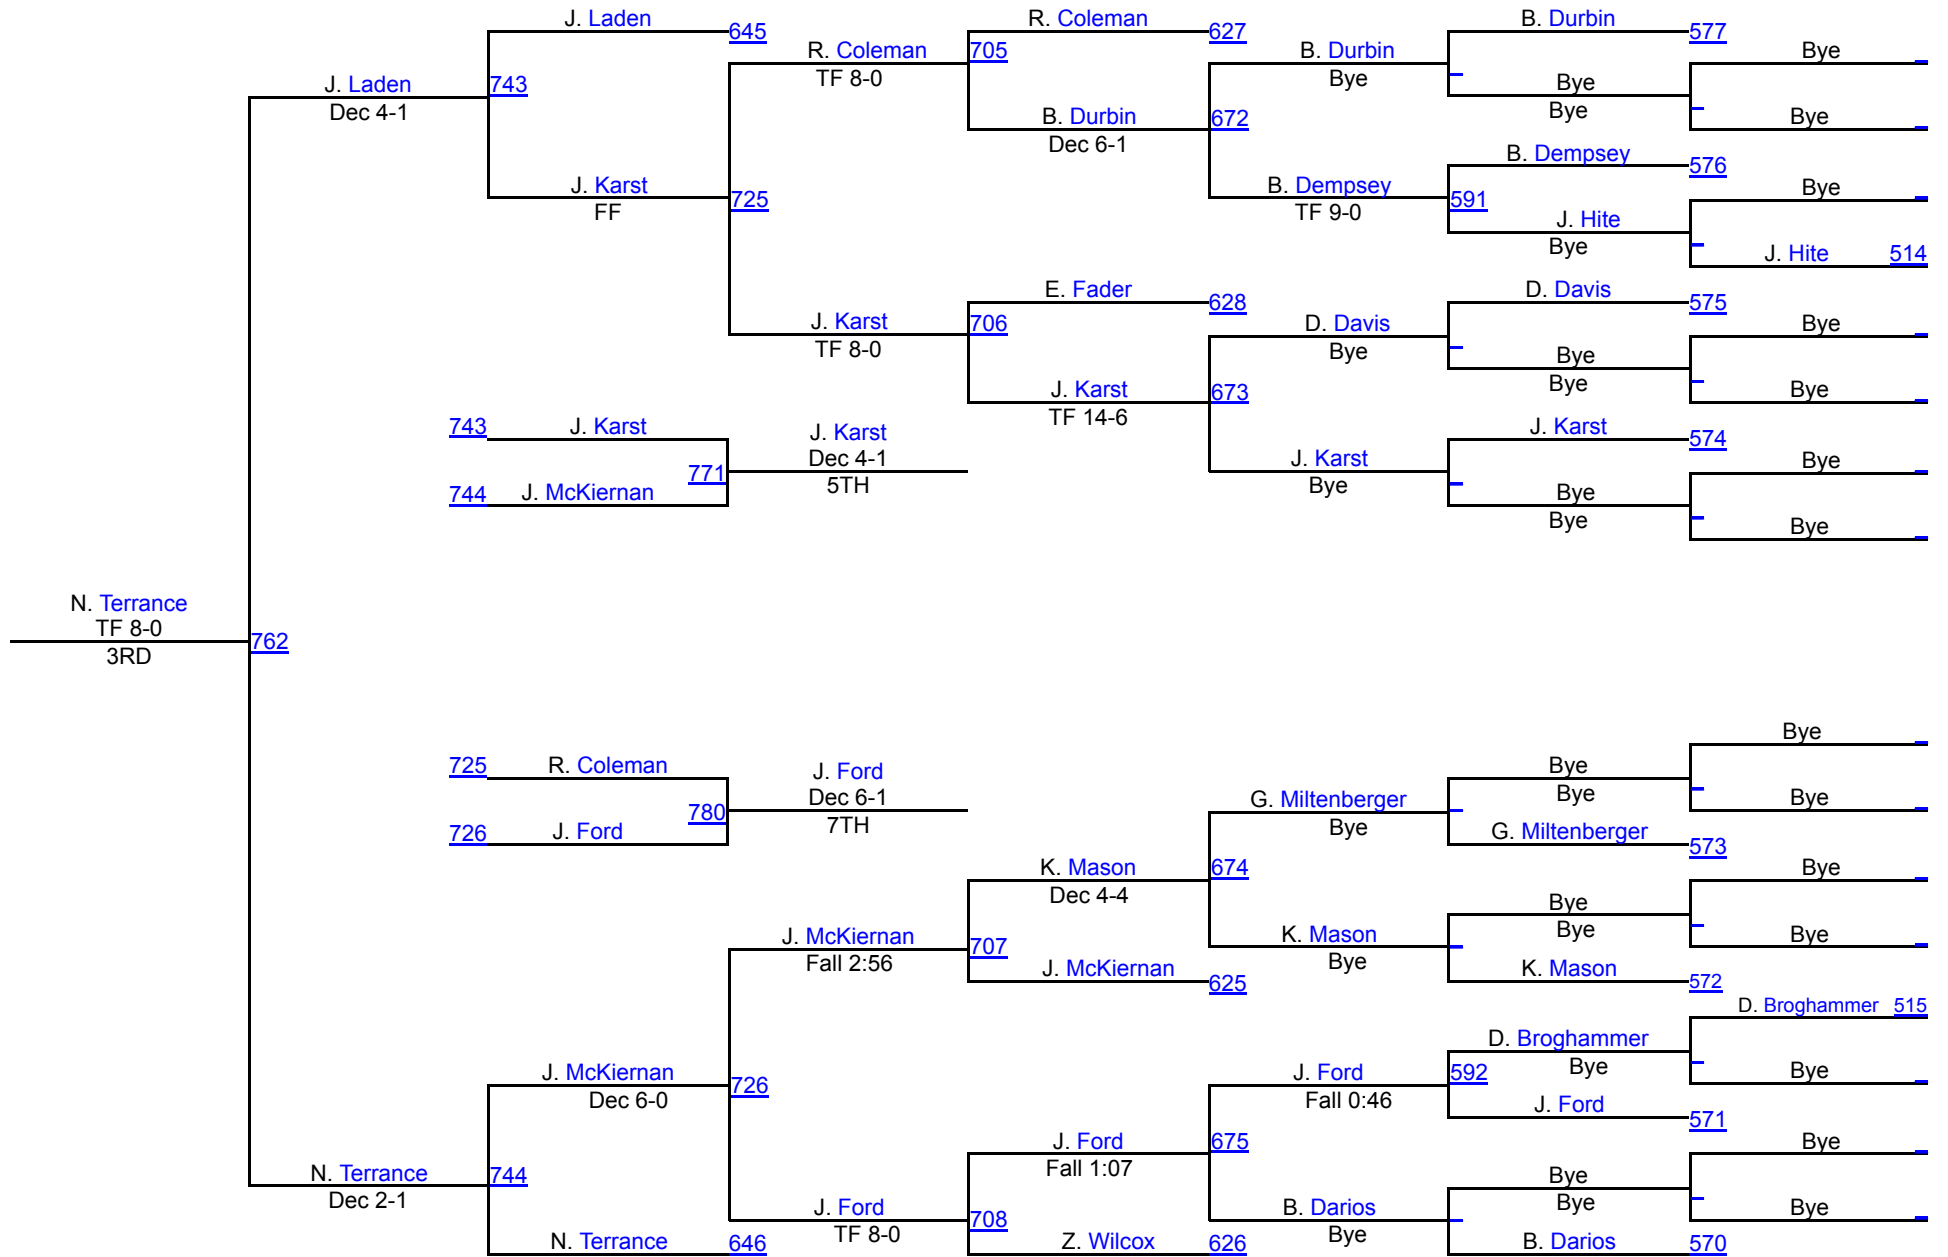 J. Laden
645
R. Coleman
627
B. Durbin
577
R. Coleman
705
TF 8-0
B. Durbin
Bye
Bye
Bye
Bye
Bye
J. Laden
743
Dec 4-1
B. Durbin
672
Dec 6-1
B. Dempsey
576
J. Karst
725
FF
B. Dempsey
591
TF 9-0
J. Hite
Bye
Bye
J. Hite 514
E. Fader
628
D. Davis
575
J. Karst
706
TF 8-0
D. Davis
Bye
Bye
Bye
Bye
Bye
J. Karst
673
TF 14-6
743 J. Karst
771
744 J. McKiernan
J. Karst
Dec 4-1
5TH
J. Karst
574
J. Karst
Bye
Bye
Bye
Bye
Bye
N. Terrance
TF 8-0
762
3RD
725 R. Coleman
780
726 J. Ford
J. Ford
Dec 6-1
7TH
Bye
Bye
Bye
Bye
G. Miltenberger
Bye
G. Miltenberger
573
K. Mason
674
Dec 4-4
Bye
Bye
Bye
Bye
J. McKiernan
707
Fall 2:56
K. Mason
Bye
J. McKiernan
625
K. Mason
572
D. Broghammer 515
D. Broghammer
Bye
Bye
J. McKiernan
726
Dec 6-0
J. Ford
592
Fall 0:46
J. Ford
571
J. Ford
675
Fall 1:07
Bye
Bye
Bye
Bye
N. Terrance
744
Dec 2-1
J. Ford
708
TF 8-0
B. Darios
Bye
N. Terrance
646
Z. Wilcox
626
B. Darios
570